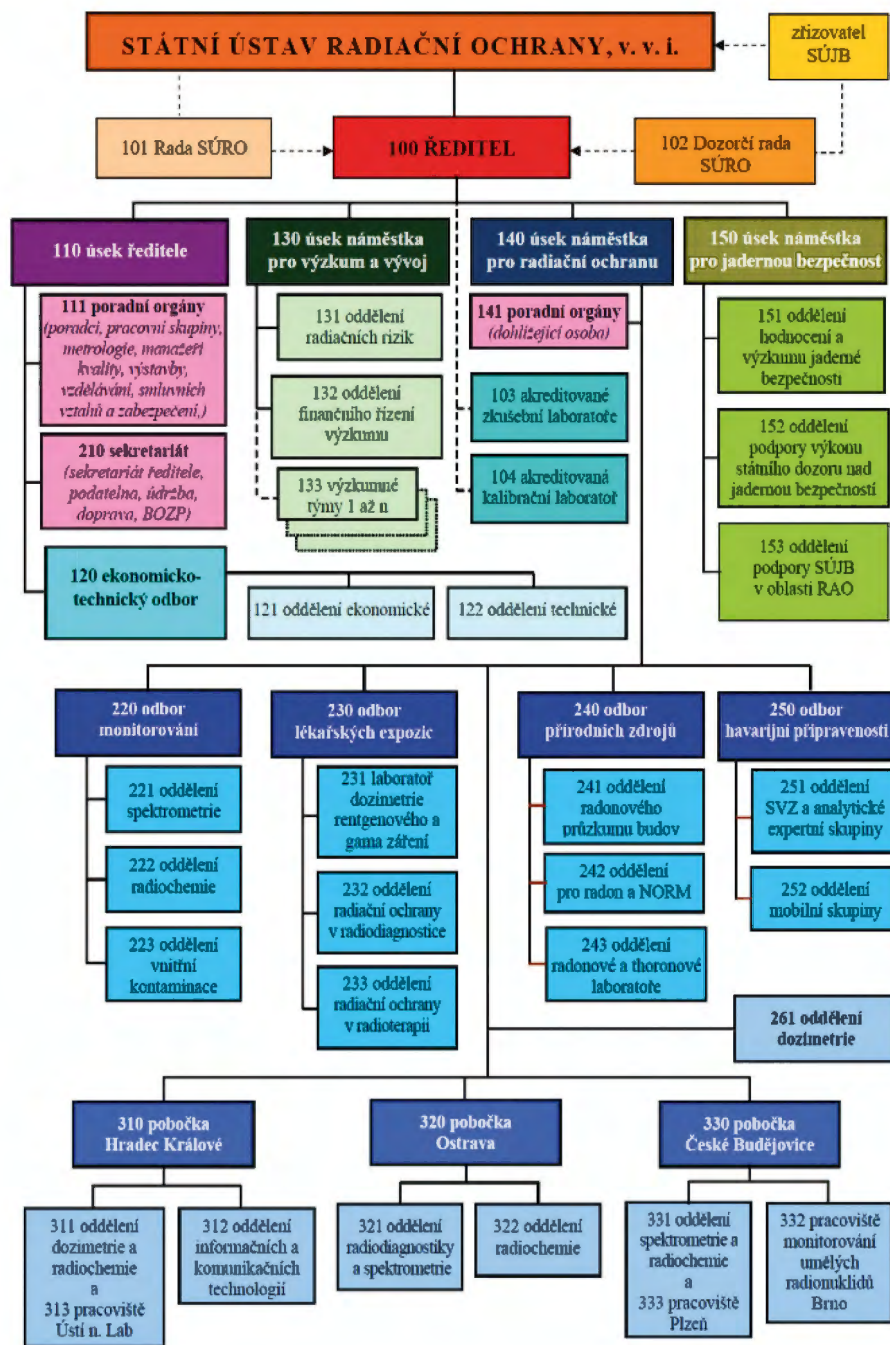 STÁTNÍ ÚSTAV RADIAČNÍ OCHRANY, v. v. i.
zřizovatel
SÚJB
101 Rada SÚRO
100 ŘEDITEL
102 Dozorčí rada
SÚRO
110 úsek ředitele
130 úsek náměstka
pro výzkum a vývoj
140 úsek náměstka
pro radiační ochranu
150 úsek náměstka
pro jadernou bezpečnost
111 poradní orgány
(poradci, pracovní skupiny,
metrologie, manažeři
kvality, výstavby,
vzdělávání, smluvních
vztahů a zabezpečení,)
210 sekretariát
(sekretariát ředitele,
podatelna, údržba,
doprava, BOZP)
131 oddělení
radiačních rizik
132 oddělení
finančního řízení
výzkumu
133 výzkumné
týmy 1 až n
141 poradní orgány
(dohlížející osoba)
103 akreditované
zkušební laboratoře
104 akreditovaná
kalibrační laboratoř
151 oddělení
hodnocení a
výzkumu jaderné
bezpečnosti
152 oddělení
podpory výkonu
státního dozoru nad
jadernou bezpečností
153 oddělení
podpory SÚJB
v oblasti RAO
120 ekonomicko-
technický odbor
121 oddělení ekonomické
122 oddělení technické
220 odbor
monitorování
230 odbor
lékařských expozic
240 odbor
přírodních zdrojů
250 odbor
havarijní připravenosti
221 oddělení
spektrometrie
222 oddělení
radiochemie
223 oddělení
vnitřní
kontaminace
231 laboratoř
dozimetrie
rentgenového a
gama záření
232 oddělení
radiační ochrany
v radiodiagnostice
233 oddělení
radiační ochrany
v radioterapii
241 oddělení
radonového
průzkumu budov
242 oddělení
pro radon a NORM
243 oddělení
radonové a thoronové
laboratoře
251 oddělení
SVZ a analytické
expertní skupiny
252 oddělení
mobilní skupiny
261 oddělení
dozimetrie
310 pobočka
Hradec Králové
320 pobočka
Ostrava
330 pobočka
České Budějovice
311 oddělení
dozimetrie a
radiochemie
a
313 pracoviště
Ústí n. Lab
312 oddělení
informačních a
komunikačních
technologií
321 oddělení
radiodiagnostiky
a spektrometrie
322 oddělení
radiochemie
331 oddělení
spektrometrie a
radiochemie
a
333 pracoviště
Plzeň
332 pracoviště
monitorování
umělých
radionuklidů
Brno